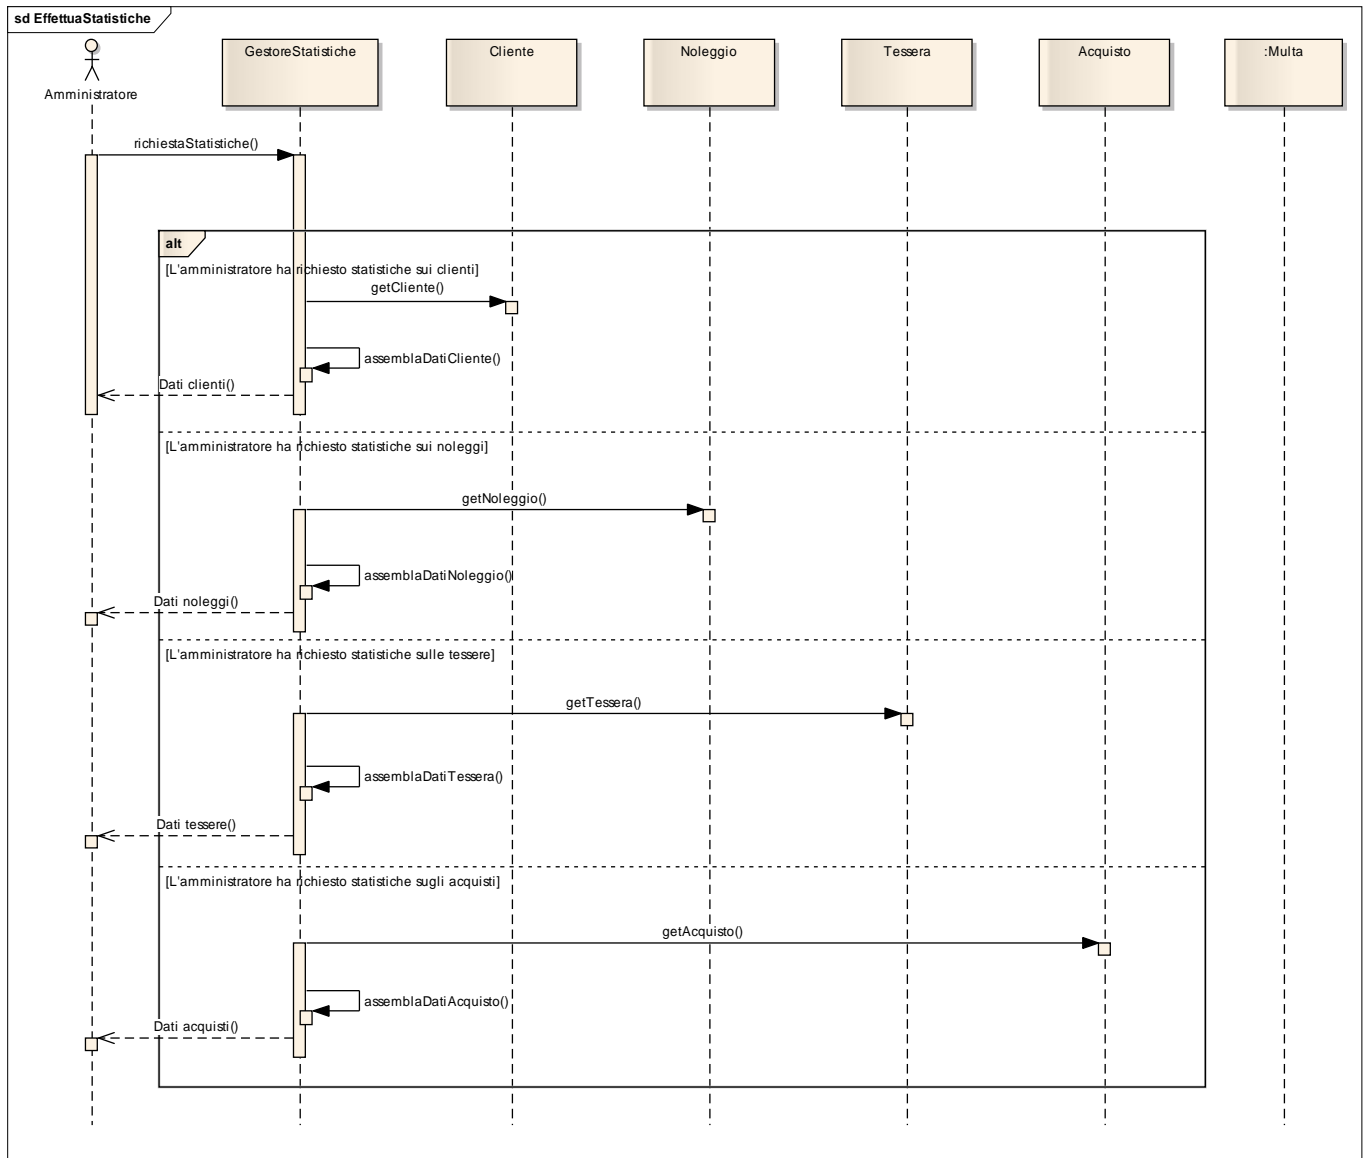 sd EffettuaStatistiche
Amministratore
GestoreStatistiche
Cliente
Noleggio
Tessera
Acquisto
:Multa
richiestaStatistiche()
alt
[L'amministratore ha richiesto statistiche sui clienti]
getCliente()
assemblaDatiCliente()
Dati clienti()
[L'amministratore ha richiesto statistiche sui noleggi]
getNoleggio()
assemblaDatiNoleggio()
Dati noleggi()
[L'amministratore ha richiesto statistiche sulle tessere]
getTessera()
assemblaDatiTessera()
Dati tessere()
[L'amministratore ha richiesto statistiche sugli acquisti]
getAcquisto()
assemblaDatiAcquisto()
Dati acquisti()